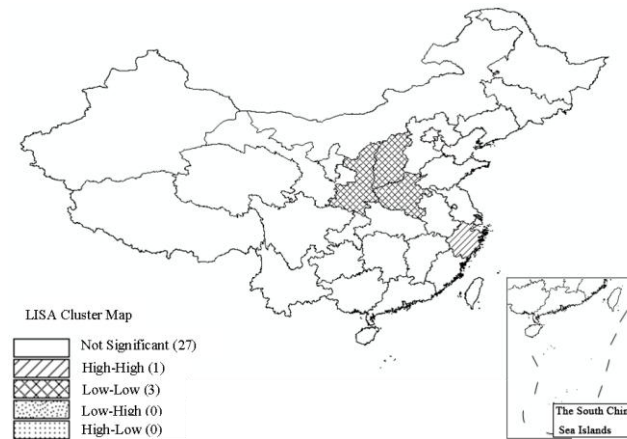 LISA Cluster Map
Not Significant (27)
High-High (1)
Low-Low (3)
Low-High (0)
High-Low (0)
The South Chin
Sea Islands